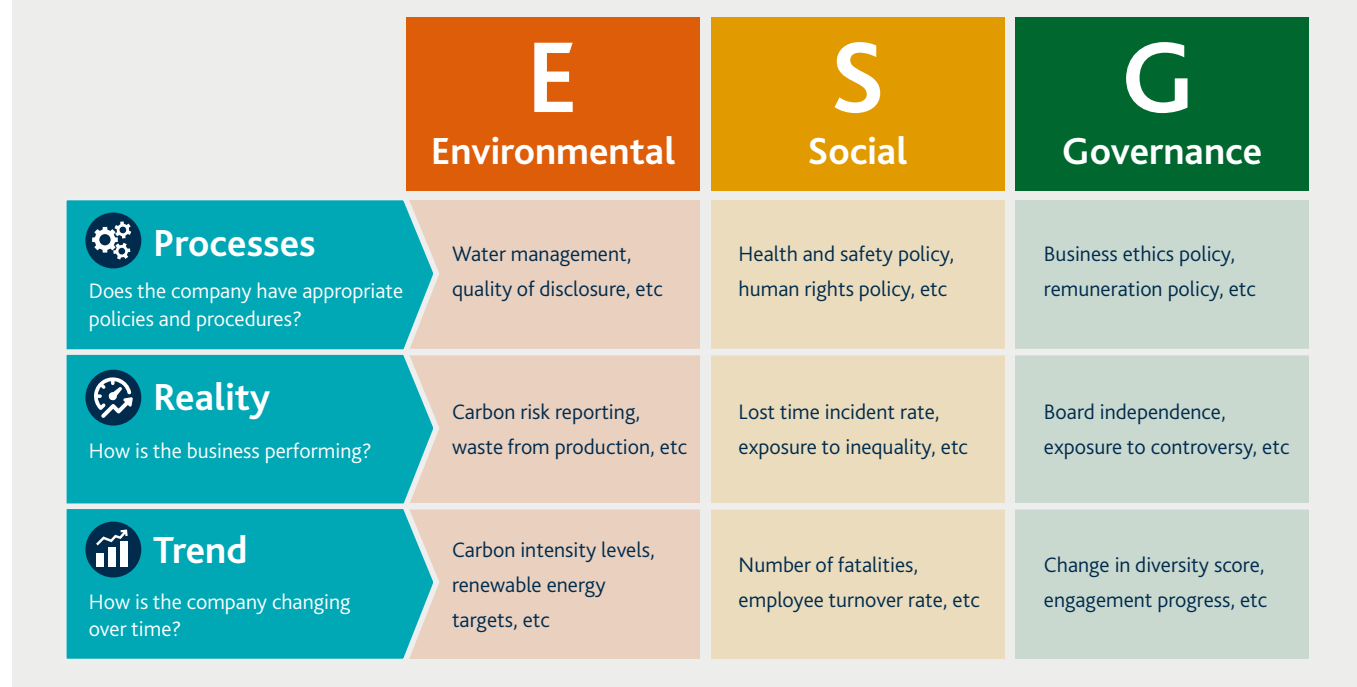 E
Environmental
S
Social
G
Governance
Processes
Does the company have appropriate
policies and procedures?
Water management,
quality of disclosure, etc
Health and safety policy,
human rights policy, etc
Business ethics policy,
remuneration policy, etc
Reality
How is the business performing?
Carbon risk reporting,
waste from production, etc
Lost time incident rate,
exposure to inequality, etc
Board independence,
exposure to controversy, etc
Trend
How is the company changing
over time?
Carbon intensity levels,
renewable energy
targets, etc
Number of fatalities,
employee turnover rate, etc
Change in diversity score,
engagement progress, etc